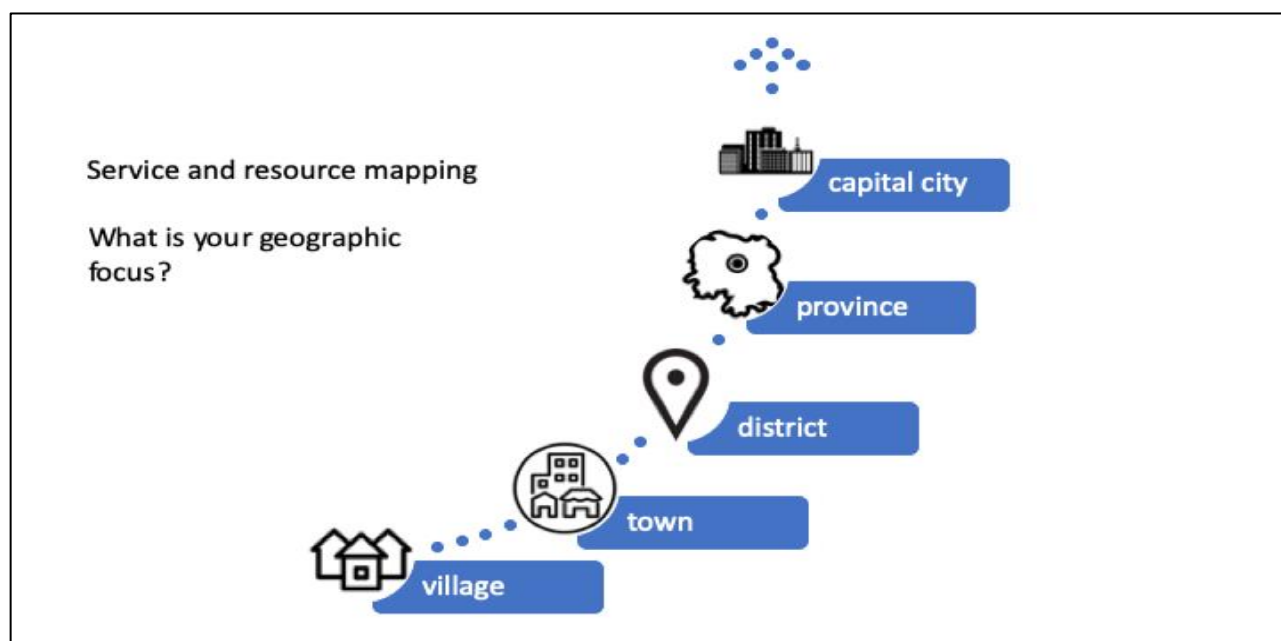 Service and resource mapping
What is your geographic
focus?
capital city
province
district
town
village